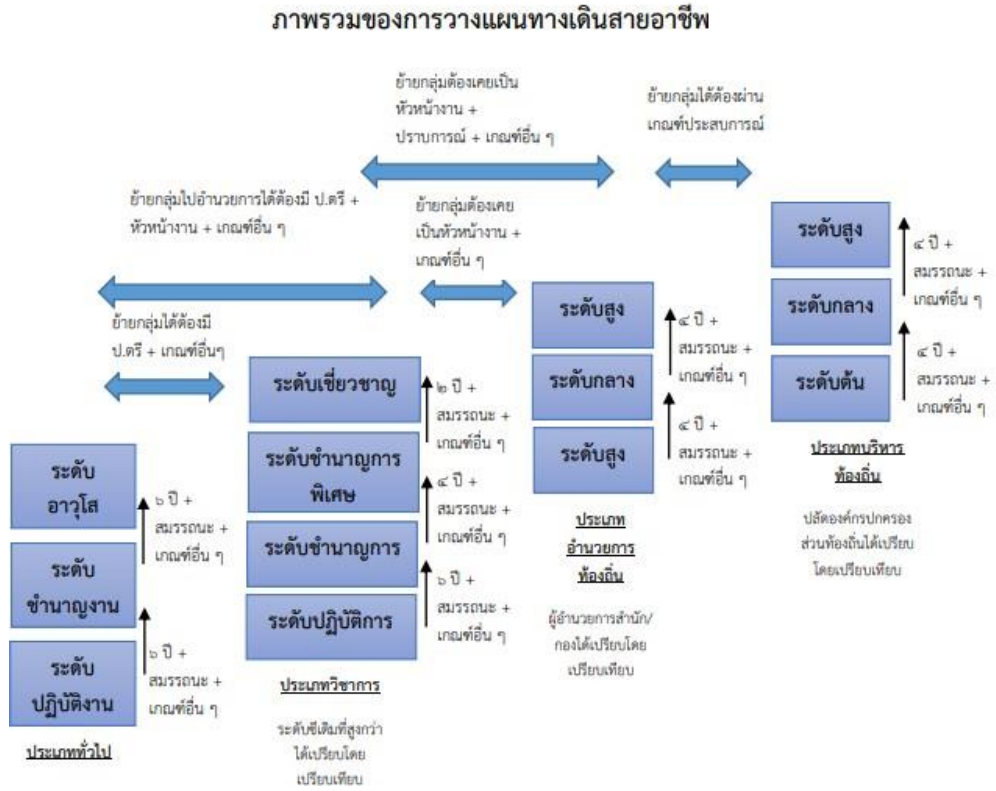 ภาพรวมของการวางแผนทางเดินสายอาชีพ
ย้ายกลุ่มต้องเคยเป็น
หัวหน้างาน +
ปราบการณ์ + เกณฑ์อื่น ๆ
ย้ายกลุ่มได้ต้องผ่าน
เกณฑ์ประสบการณ์
ย้ายกลุ่มไปอำนวยการได้ต้องมี ป.ตรี +
หัวหน้างาน + เกณฑ์อื่น ๆ
ย้ายกลุ่มต้องเคย
เป็นหัวหน้างาน +
เกณฑ์อื่น ๆ
ย้ายกลุ่มได้ต้องมี
ป.ตรี + เกณฑ์อื่นๆ
ระดับ
อาวุโส
๖ ปี +
สมรรถนะ +
เกณฑ์อื่น ๆ
ระดับ
ชำนาญงาน
๖ ปี +
สมรรถนะ +
เกณฑ์อื่น ๆ
ระดับ
ปฏิบัติงาน
ประเภททั่วไป
ระดับเชี่ยวชาญ
๒ ปี +
สมรรถนะ +
เกณฑ์อื่น ๆ
ระดับชำนาญการ
พิเศษ
๔ ปี +
สมรรถนะ +
เกณฑ์อื่น ๆ
ระดับชำนาญการ
๖ ปี +
สมรรถนะ +
เกณฑ์อื่น ๆ
ระดับปฏิบัติการ
ประเภทวิชาการ
ระดับซีเดิมที่สูงกว่า
ได้เปรียบโดย
เปรียบเทียบ
ระดับสูง
๔ ปี +
สมรรถนะ +
เกณฑ์อื่น ๆ
ระดับกลาง
๔ ปี +
สมรรถนะ +
เกณฑ์อื่น ๆ
ระดับสูง
ประเภท
อำนวยการ
ท้องถิ่น
ผู้อำนวยการสำนัก/
กองได้เปรียบโดย
เปรียบเทียบ
ระดับสูง
๔ ปี +
สมรรถนะ +
เกณฑ์อื่น ๆ
ระดับกลาง
๔ ปี +
สมรรถนะ +
เกณฑ์อื่น ๆ
ระดับต้น
ประเภทบริหาร
ท้องถิ่น
ปลัดองค์กรปกครอง
ส่วนท้องถิ่นได้เปรียบ
โดยเปรียบเทียบ